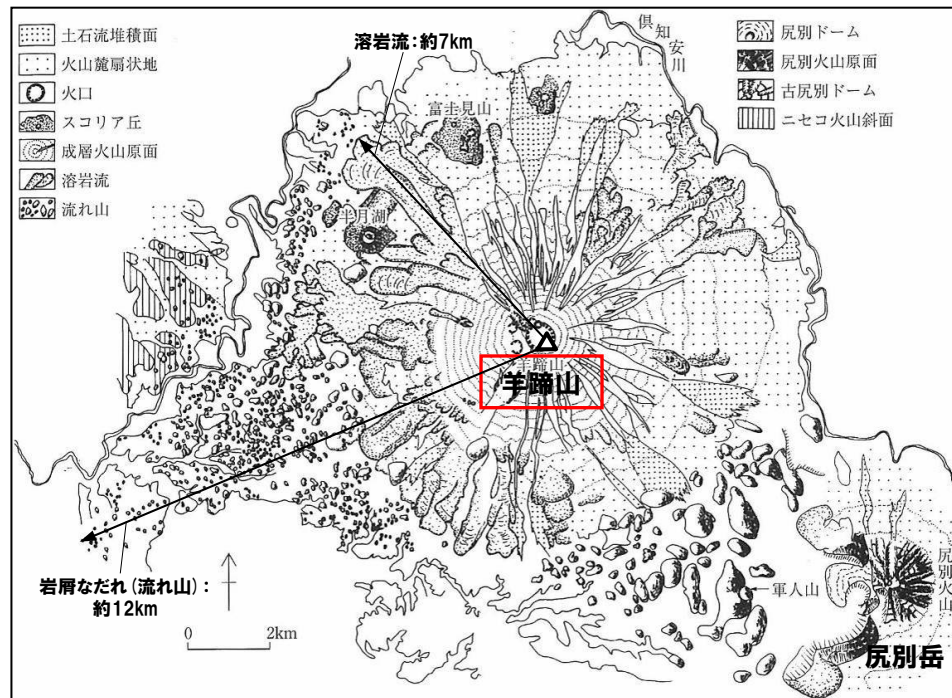 土石流堆積面
火山麓扇状地
火口
スコリア丘
成層火山原面
溶岩流
流れ山
溶岩流：約7km
倶知安川
尻別ドーム
尻別火山原面
古尻別ドーム
ニセコ火山斜面
富士見山
半月湖
羊蹄山
岩屑なだれ（流れ山）：
約12km
0 2km
軍人山
尻別火山
尻別岳